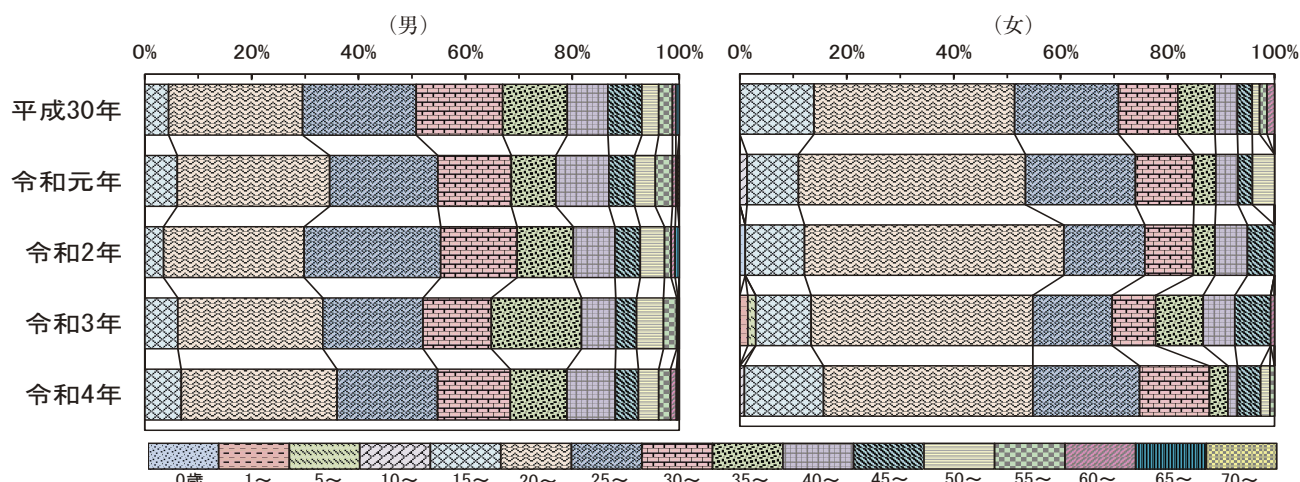 （男）
（女）
0% 20% 40% 60% 80% 100%
0% 20% 40% 60% 80% 100%
平成30年
令和元年
令和2年
令和3年
令和4年
0歳 1～ 5～ 10～ 15～ 20～ 25～ 30～ 35～ 40～ 45～ 50～ 55～ 60～ 65～ 70～